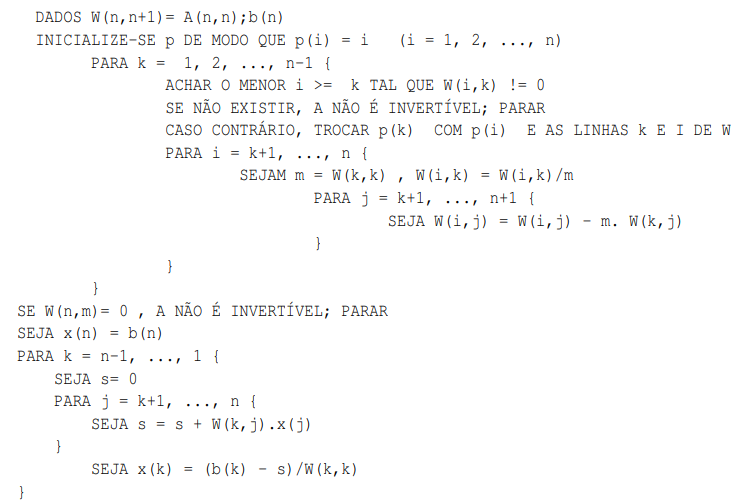 DADOS W(n,n+1)= A(n,n);b(n)
INICIALIZE-SE p DE MODO QUE p(i) = i (i = 1, 2, ..., n)
PARA k = 1, 2, ..., n-1 {
ACHAR O MENOR i >= k TAL QUE W(i,k) != 0
SE NÃO EXISTIR, A NÃO É INVERTÍVEL; PARAR
CASO CONTRÁRIO, TROCAR p(k) COM p(i) E AS LINHAS k E I DE W
PARA i = k+1, ..., n {
SEJAM m = W(k,k) , W(i,k) = W(i,k)/m
PARA j = k+1, ..., n+1 {
SEJA W(i,j) = W(i,j) - m. W(k,j)
}
}
}
SE W(n,m)= 0 , A NÃO É INVERTÍVEL; PARAR
SEJA x(n) = b(n)
PARA k = n-1, ..., 1 {
SEJA s= 0
PARA j = k+1, ..., n {
SEJA s = s + W(k,j).x(j)
}
SEJA x(k) = (b(k) - s)/W(k,k)
}